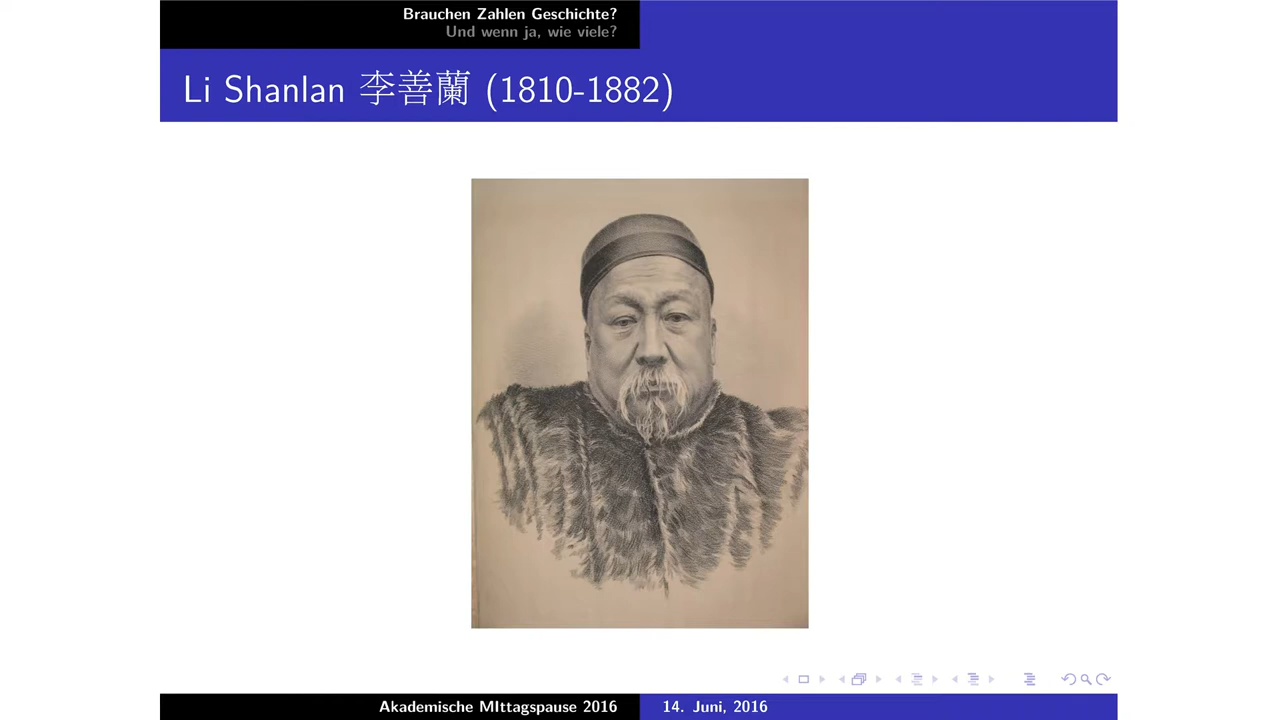 Brauchen Zahlen Geschichte?
Und wenn ja, wie viele?
Li Shanlan 李善蘭 (1810-1882)
Akademische MIttagspause 2016
14. Juni, 2016